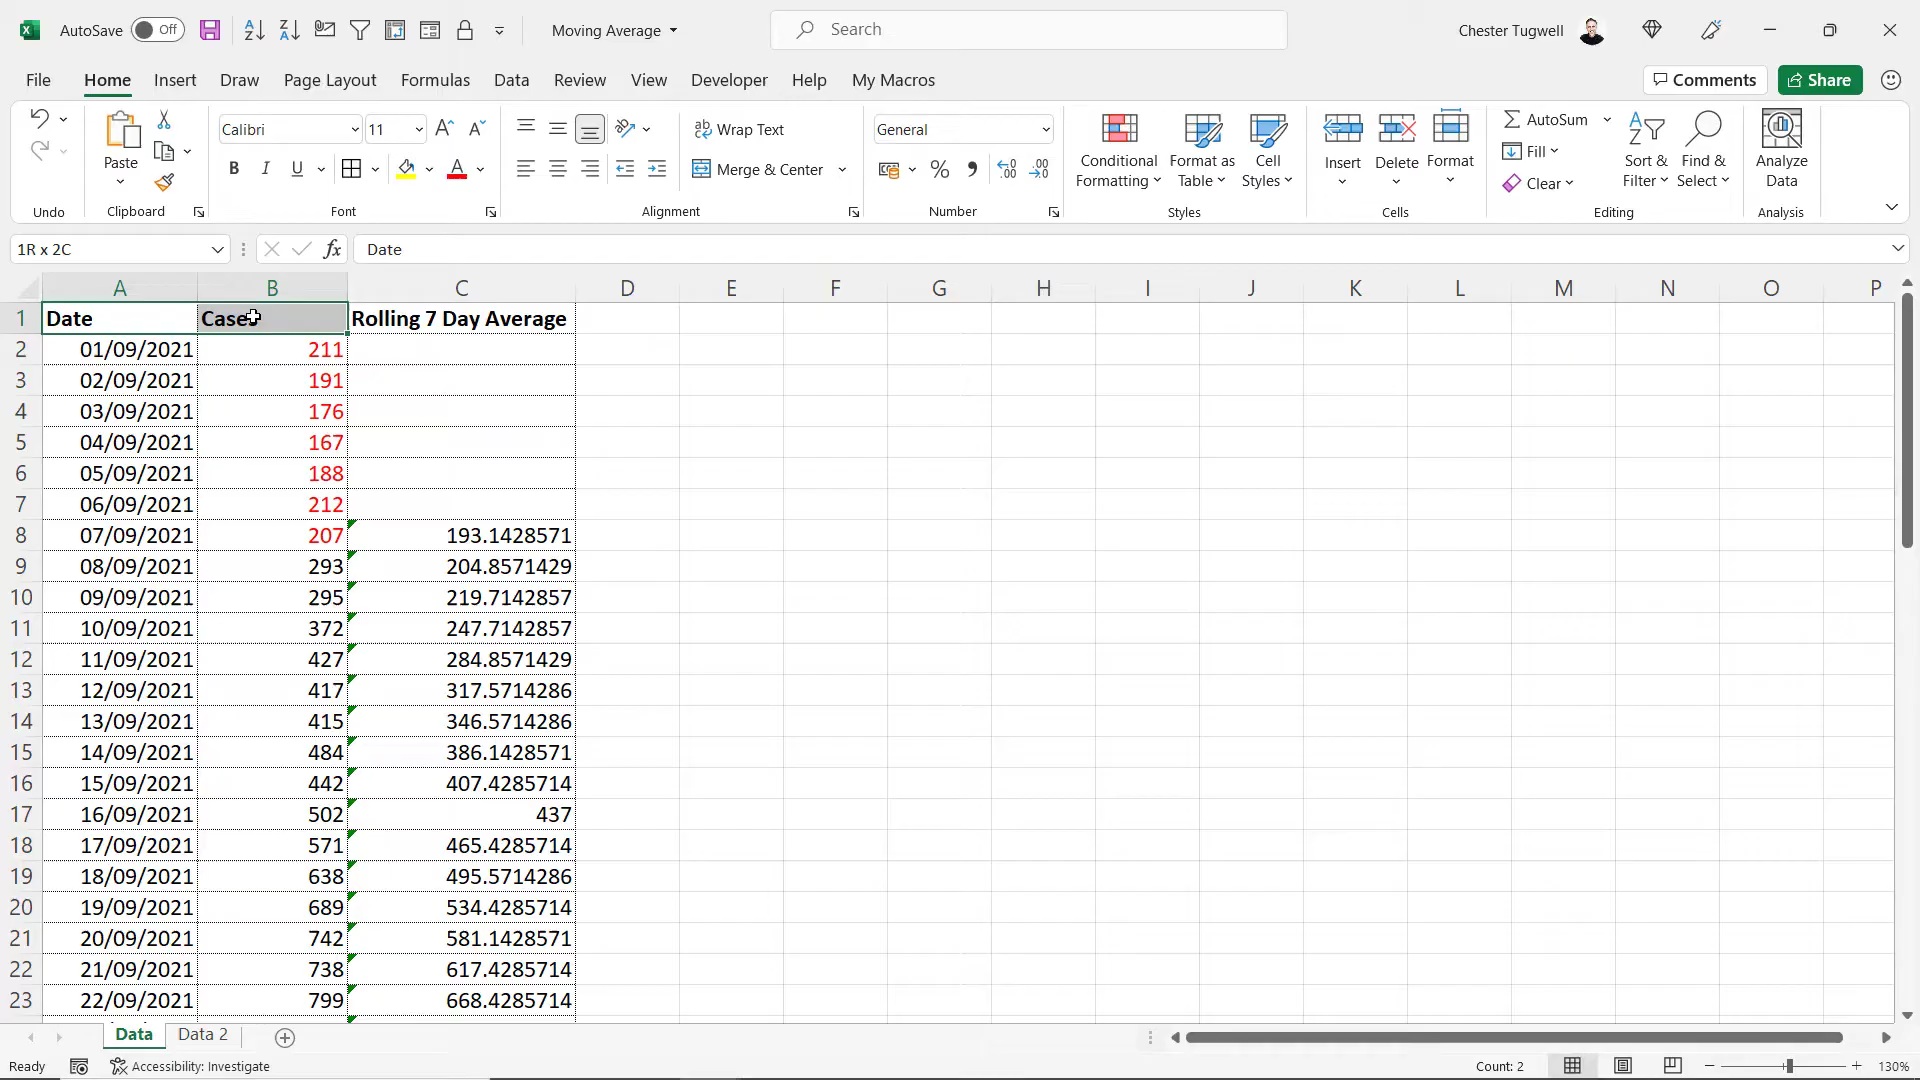 AutoSave Off Moving Average Search Chester Tugwell
File Home Insert Draw Page Layout Formulas Data Review View Developer Help My Macros Comments Share
Paste Calibri 11 Wrap Text General Conditional Formatting Format as Table Cell Styles Insert Delete Format AutoSum Sort & Filter Find & Select Analyze Data
B I U Merge & Center % Fill
Clear
Undo Clipboard Font Alignment Number Styles Cells Editing Analysis
1R x 2C fx Date
A B C D E F G H I J K L M N O P
1 Date Cases Rolling 7 Day Average
2 01/09/2021 211
3 02/09/2021 191
4 03/09/2021 176
5 04/09/2021 167
6 05/09/2021 188
7 06/09/2021 212
8 07/09/2021 207 193.1428571
9 08/09/2021 293 204.8571429
10 09/09/2021 295 219.7142857
11 10/09/2021 372 247.7142857
12 11/09/2021 427 284.8571429
13 12/09/2021 417 317.5714286
14 13/09/2021 415 346.5714286
15 14/09/2021 484 386.1428571
16 15/09/2021 442 407.4285714
17 16/09/2021 502 437
18 17/09/2021 571 465.4285714
19 18/09/2021 638 495.5714286
20 19/09/2021 689 534.4285714
21 20/09/2021 742 581.1428571
22 21/09/2021 738 617.4285714
23 22/09/2021 799 668.4285714
Data Data 2
Ready Accessibility: Investigate Count: 2 130%